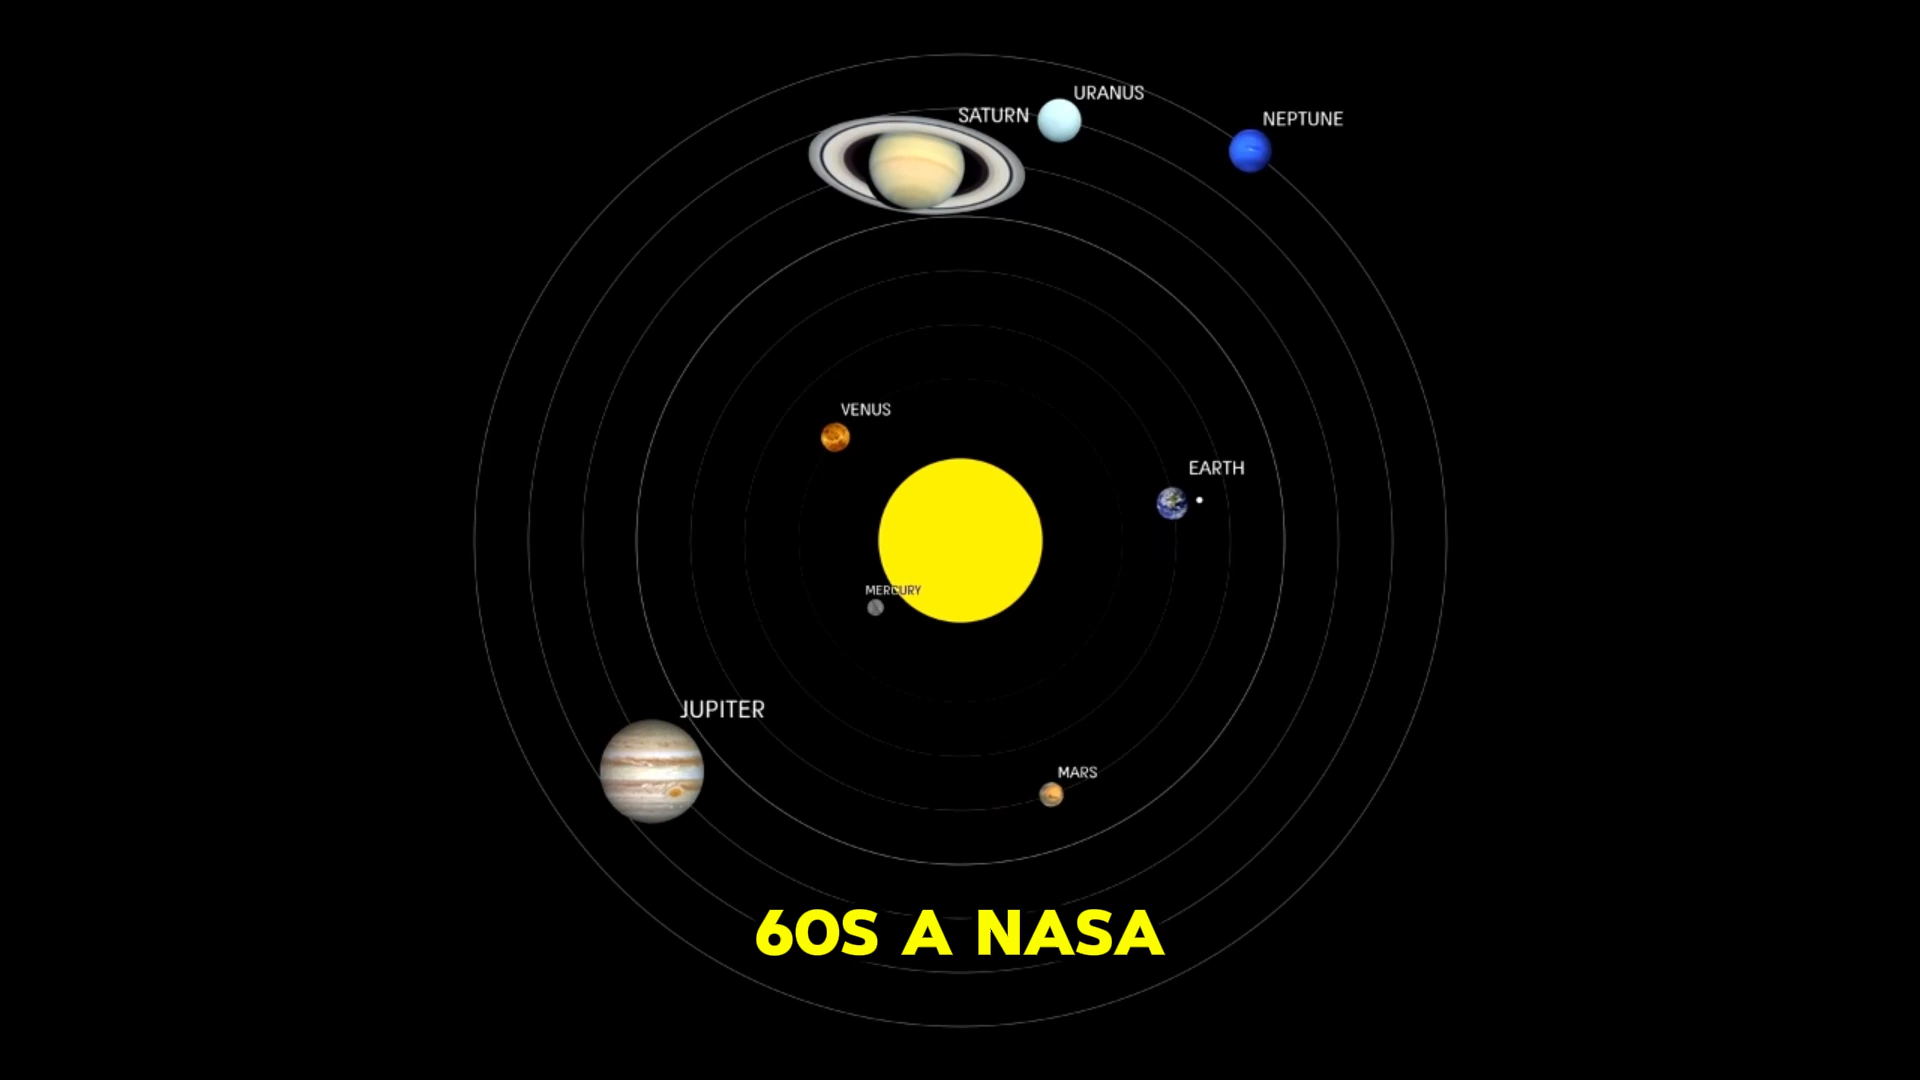 URANUS
SATURN
NEPTUNE
VENUS
EARTH
MERCURY
JUPITER
MARS
60S A NASA